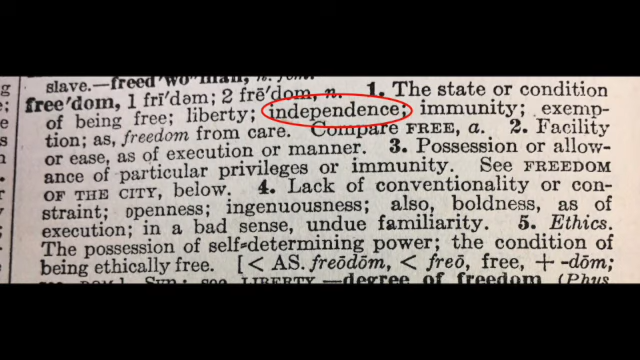 slave.—freed'wo"man, n. fem.
free'dom, 1 frī'dəm; 2 frē'dom, n. 1. The state or condition
of being free; liberty; independence; immunity; exemp-
tion; as, freedom from care. Compare FREE, a. 2. Facility
or ease, as of execution or manner. 3. Possession or allow-
ance of particular privileges or immunity. See FREEDOM
OF THE CITY, below. 4. Lack of conventionality or con-
straint; openness; ingenuousness; also, boldness, as of
execution; in a bad sense, undue familiarity. 5. Ethics.
The possession of self=determining power; the condition of
being ethically free. [< AS. freōdōm, < freō, free, + -dōm;
see LIBERTY.—degree of freedom (Phys